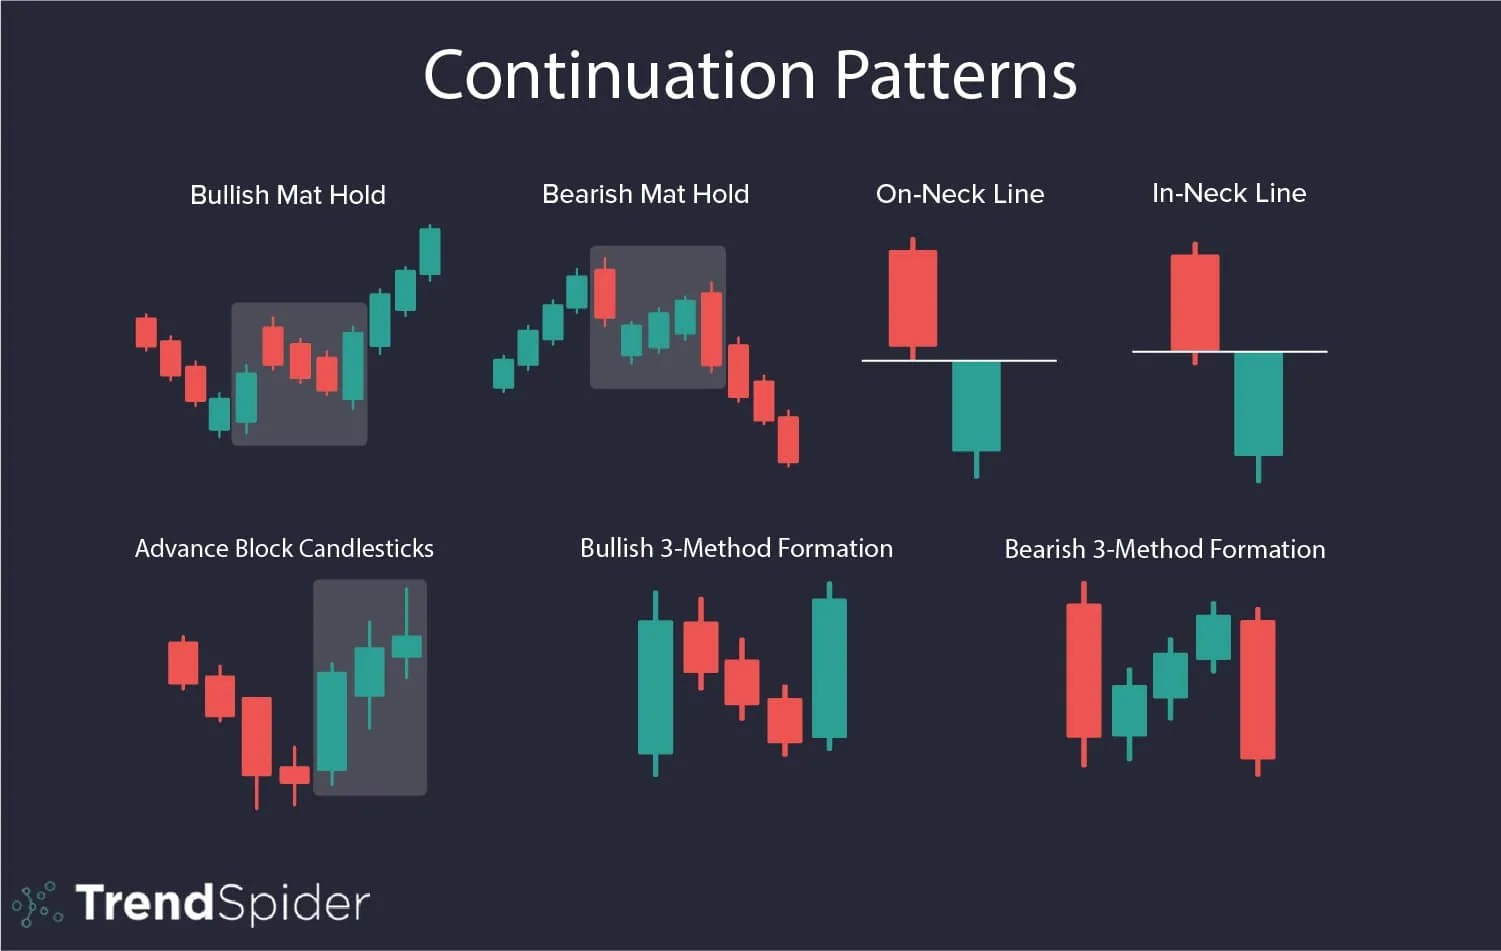 Continuation Patterns
Bullish Mat Hold
Bearish Mat Hold
On-Neck Line
In-Neck Line
Advance Block Candlesticks
Bullish 3-Method Formation
Bearish 3-Method Formation
TrendSpider